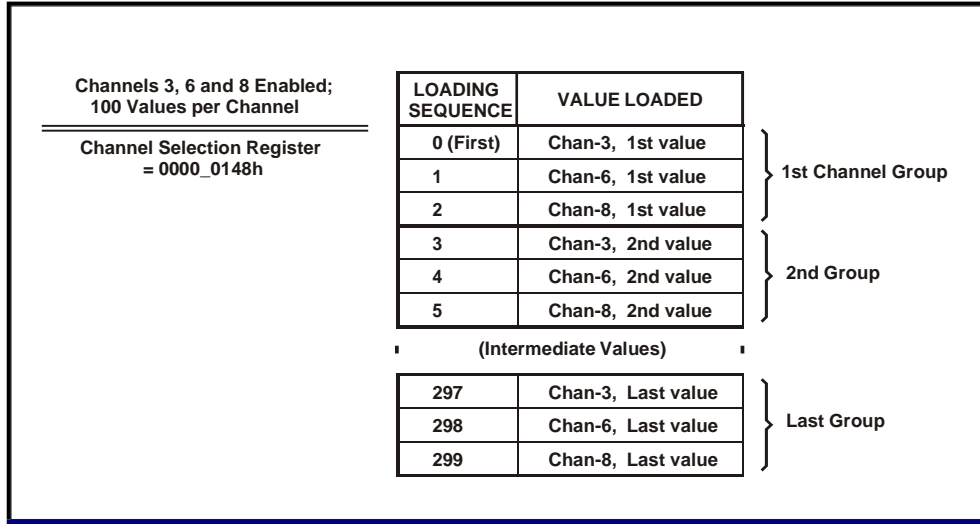 Channels 3, 6 and 8 Enabled;
100 Values per Channel
Channel Selection Register
= 0000_0148h
LOADING SEQUENCE VALUE LOADED
0 (First) Chan-3, 1st value
1 Chan-6, 1st value
2 Chan-8, 1st value
1st Channel Group
3 Chan-3, 2nd value
4 Chan-6, 2nd value
5 Chan-8, 2nd value
2nd Group
(Intermediate Values)
297 Chan-3, Last value
298 Chan-6, Last value
299 Chan-8, Last value
Last Group